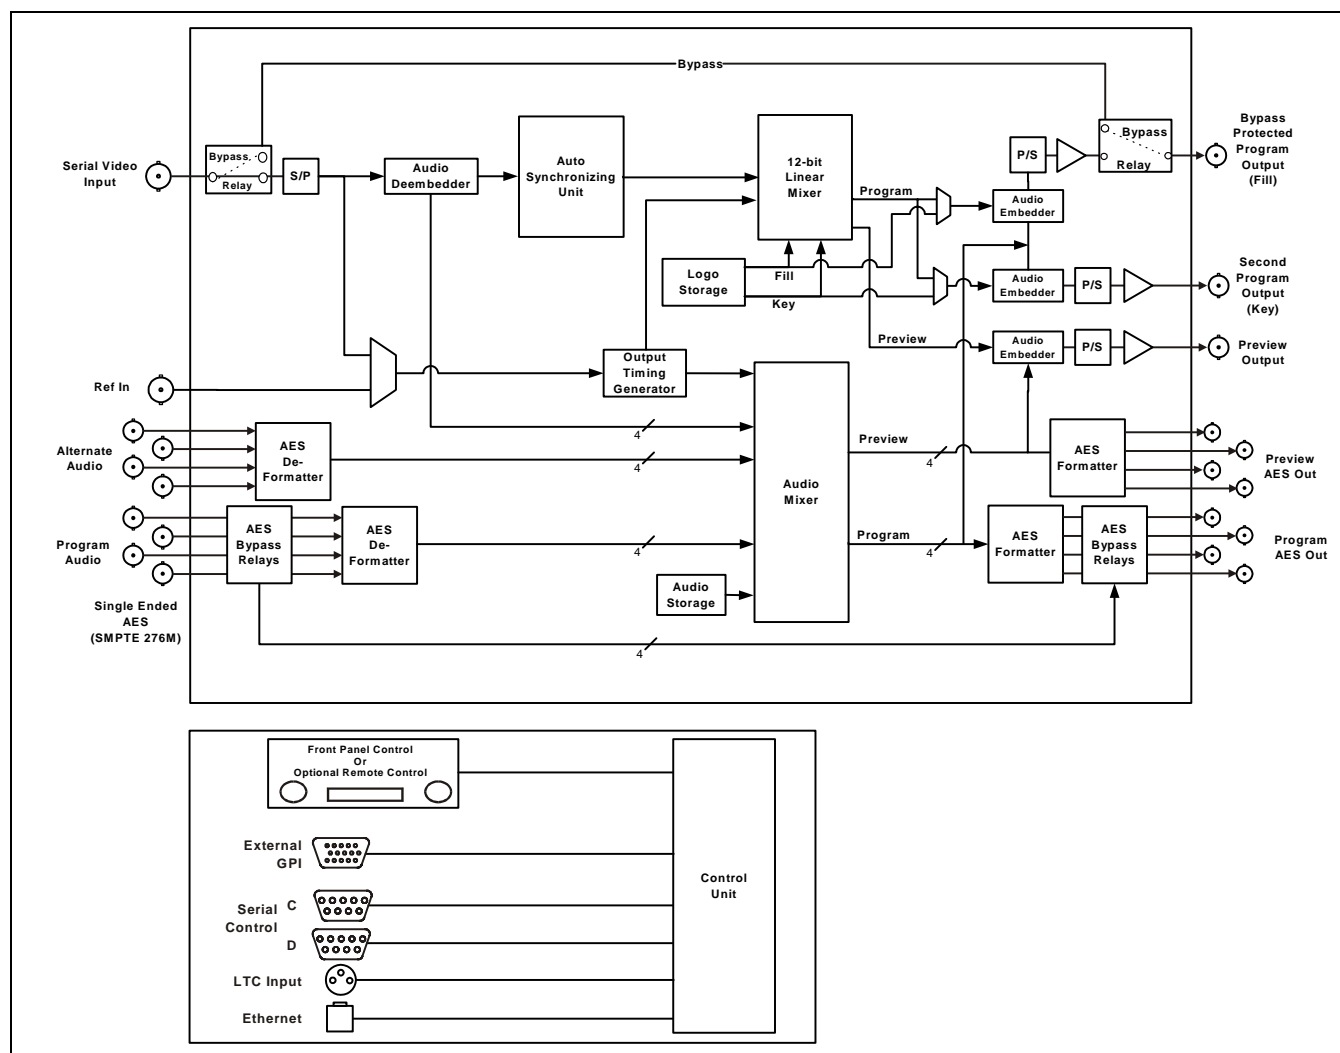 Bypass
Serial Video
Input
Bypass
Relay
S/P
Audio
Deembedder
Auto
Synchronizing
Unit
12-bit
Linear
Mixer
Program
P/S
Bypass
Relay
Bypass
Protected
Program
Output
(Fill)
Audio
Embedder
Logo
Storage
Fill
Key
Audio
Embedder
P/S
Second
Program
Output
(Key)
Preview
Audio
Embedder
P/S
Preview
Output
Ref In
Output
Timing
Generator
Alternate
Audio
AES
De-
Formatter
4
4
Audio
Mixer
Preview
4
AES
Formatter
Preview
AES Out
Program
Audio
AES
Bypass
Relays
AES
De-
Formatter
4
Program
4
AES
Formatter
AES
Bypass
Relays
Program
AES Out
Audio
Storage
Single Ended
AES
(SMPTE 276M)
4
Front Panel Control
Or
Optional Remote Control
External
GPI
Serial
Control
C
D
LTC Input
Ethernet
Control
Unit